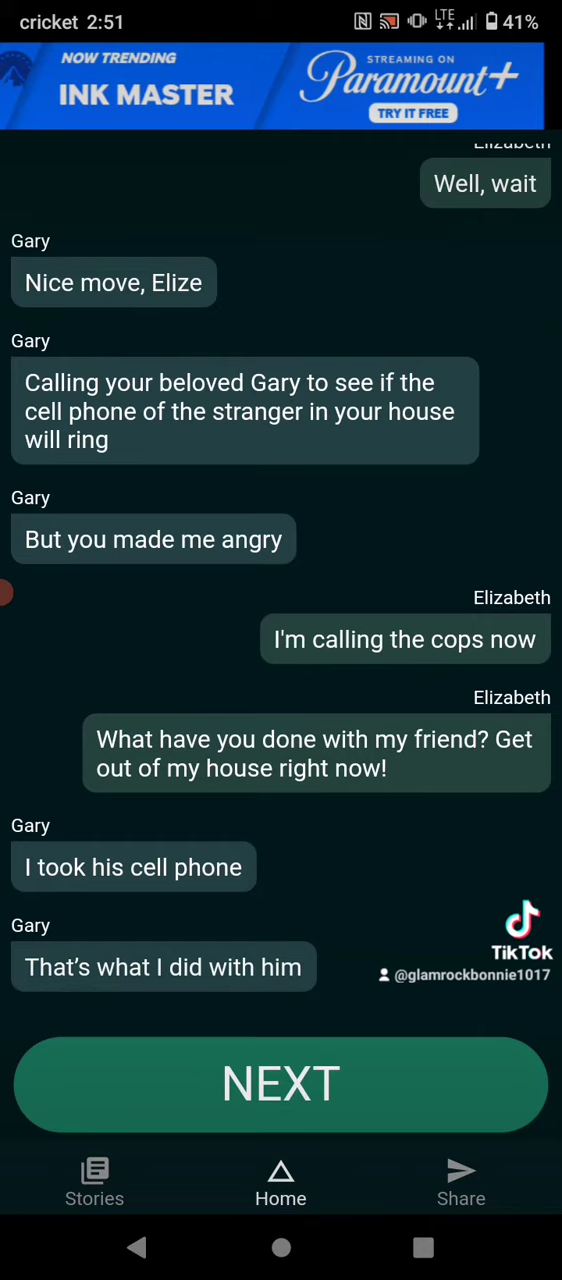 cricket 2:51
LTE
41%
NOW TRENDING
INK MASTER
STREAMING ON
Paramount+
TRY IT FREE
Elizabeth
Well, wait
Gary
Nice move, Elize
Gary
Calling your beloved Gary to see if the
cell phone of the stranger in your house
will ring
Gary
But you made me angry
Elizabeth
I'm calling the cops now
Elizabeth
What have you done with my friend? Get
out of my house right now!
Gary
I took his cell phone
Gary
That’s what I did with him
TikTok
@glamrockbonnie1017
NEXT
Stories
Home
Share